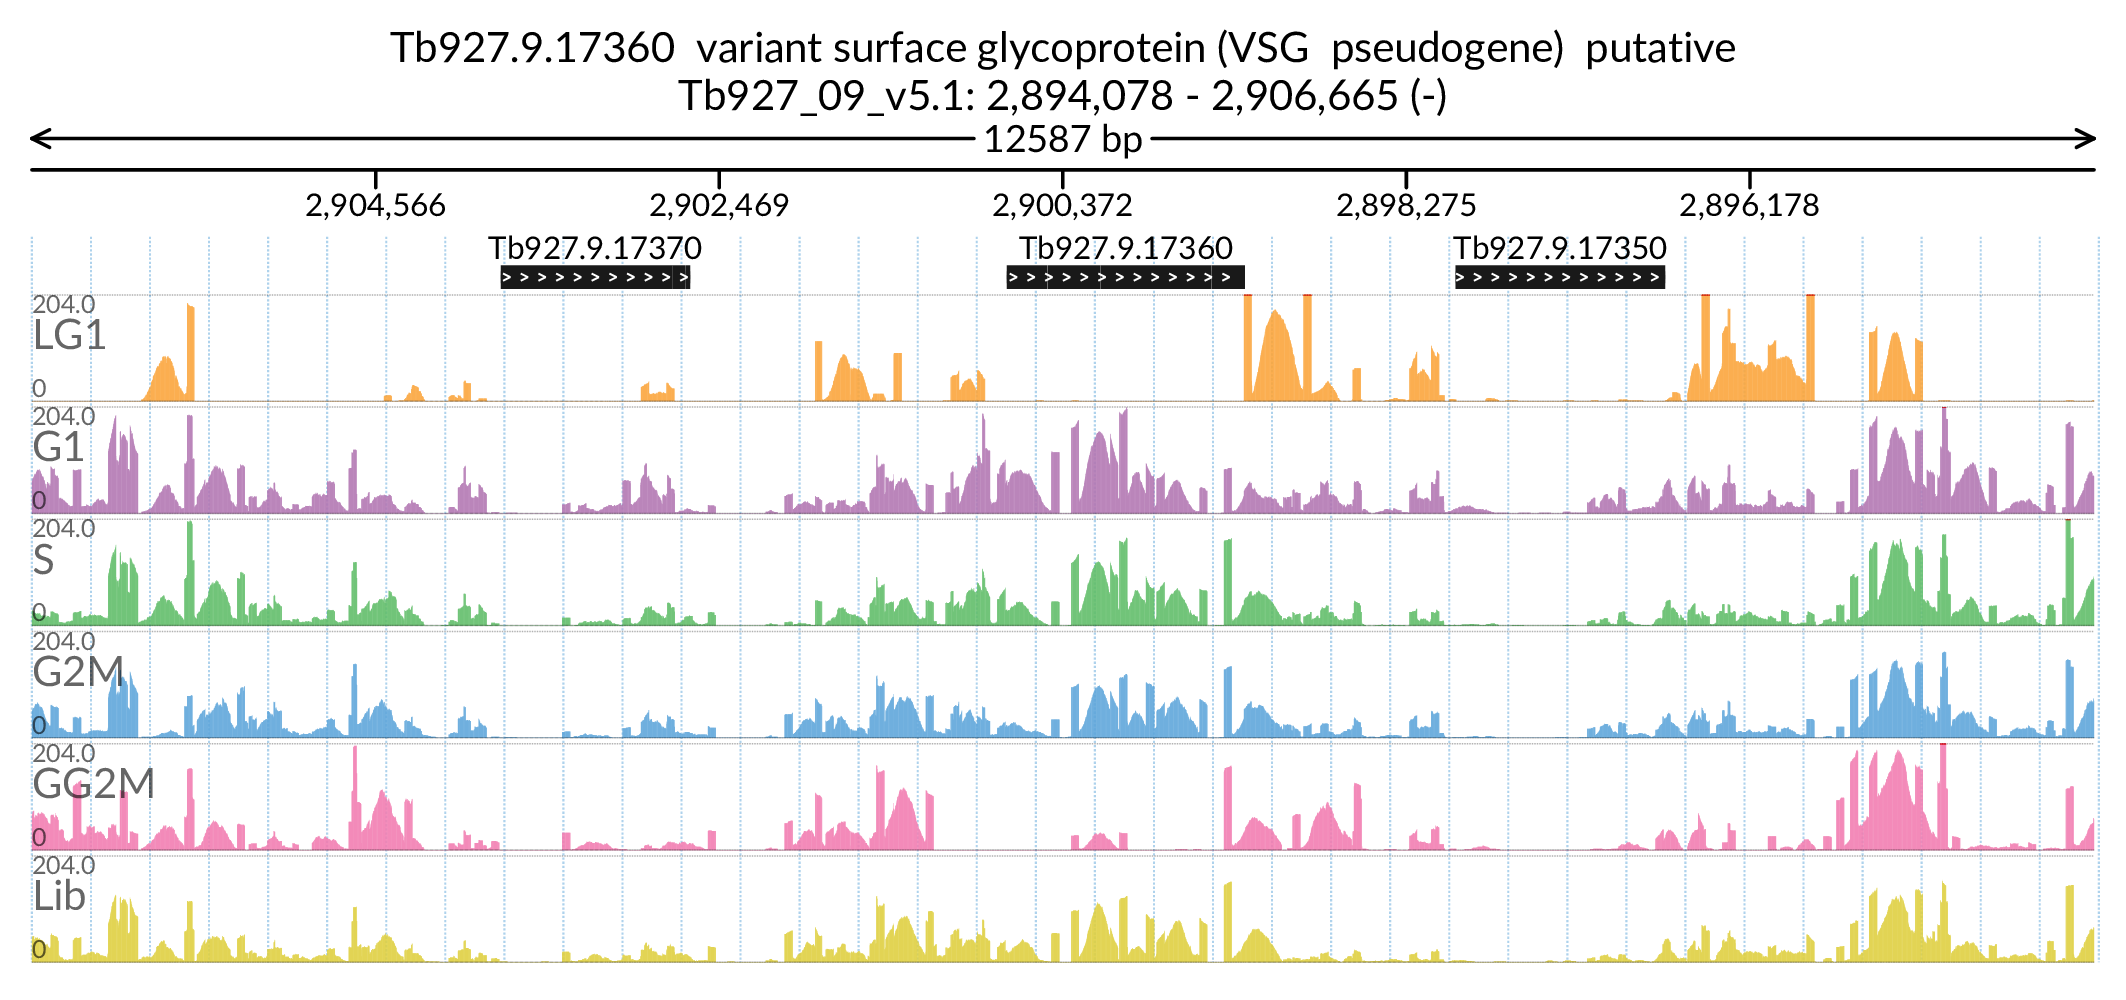 Tb927.9.17360 variant surface glycoprotein (VSG pseudogene) putative
Tb927_09_v5.1: 2,894,078 - 2,906,665 (-)
12587 bp
2,904,566 2,902,469 2,900,372 2,898,275 2,896,178
Tb927.9.17370 Tb927.9.17360 Tb927.9.17350
204.0
LG1
0
204.0
G1
0
204.0
S
0
204.0
G2M
0
204.0
GG2M
0
204.0
Lib
0